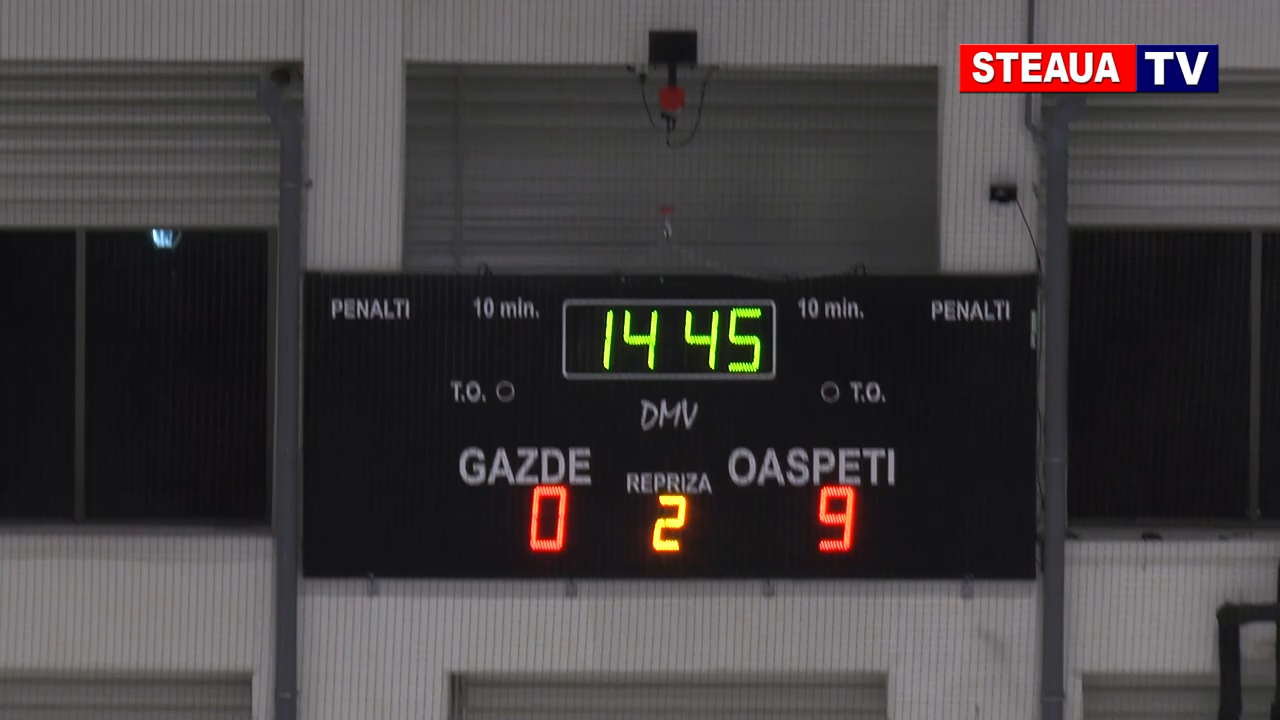 STEAUA TV
PENALTI 10 min. 14 45 10 min. PENALTI
T.O. T.O.
DMV
GAZDE REPRIZA OASPETI
0 2 9